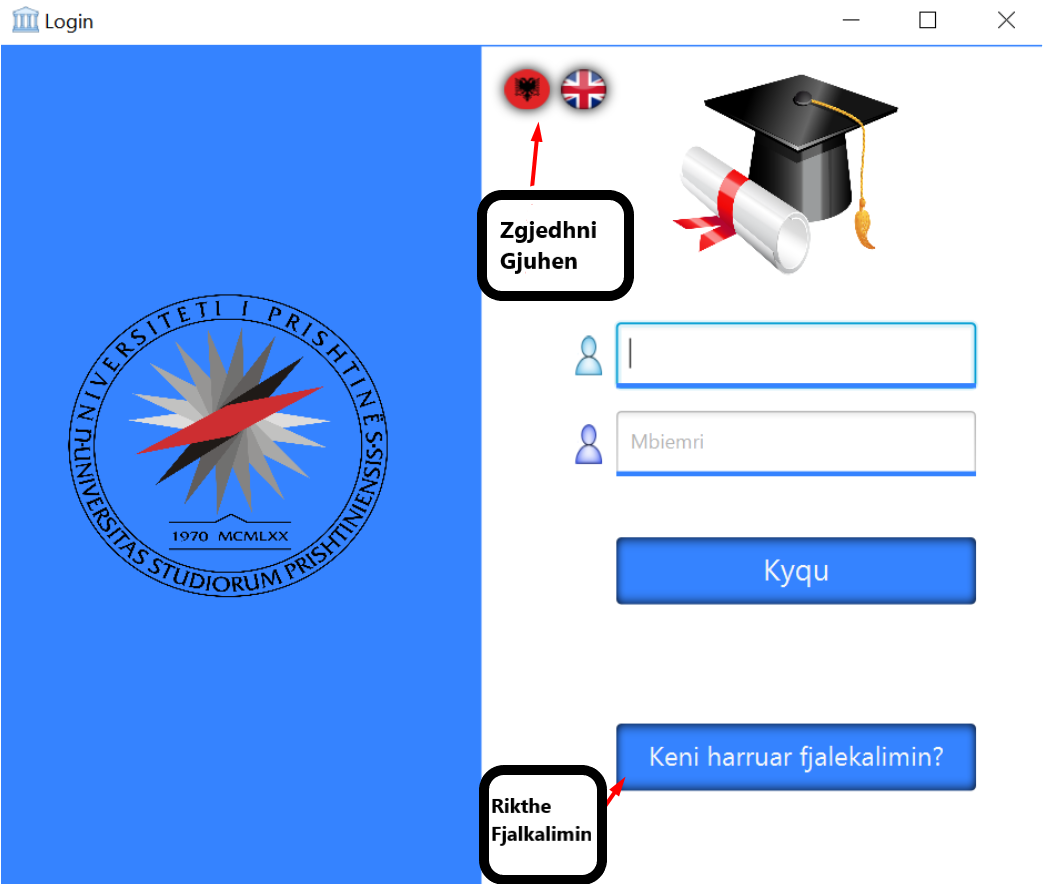 Login
Zgjedhni
Gjuhen
UNIVERSITETI I PRISHTINËS
UNIVERSITAS STUDIORUM PRISHTINIENSIS
1970 MCMLXX
Mbiemri
Kyqu
Keni harruar fjalekalimin?
Rikthe
Fjalkalimin